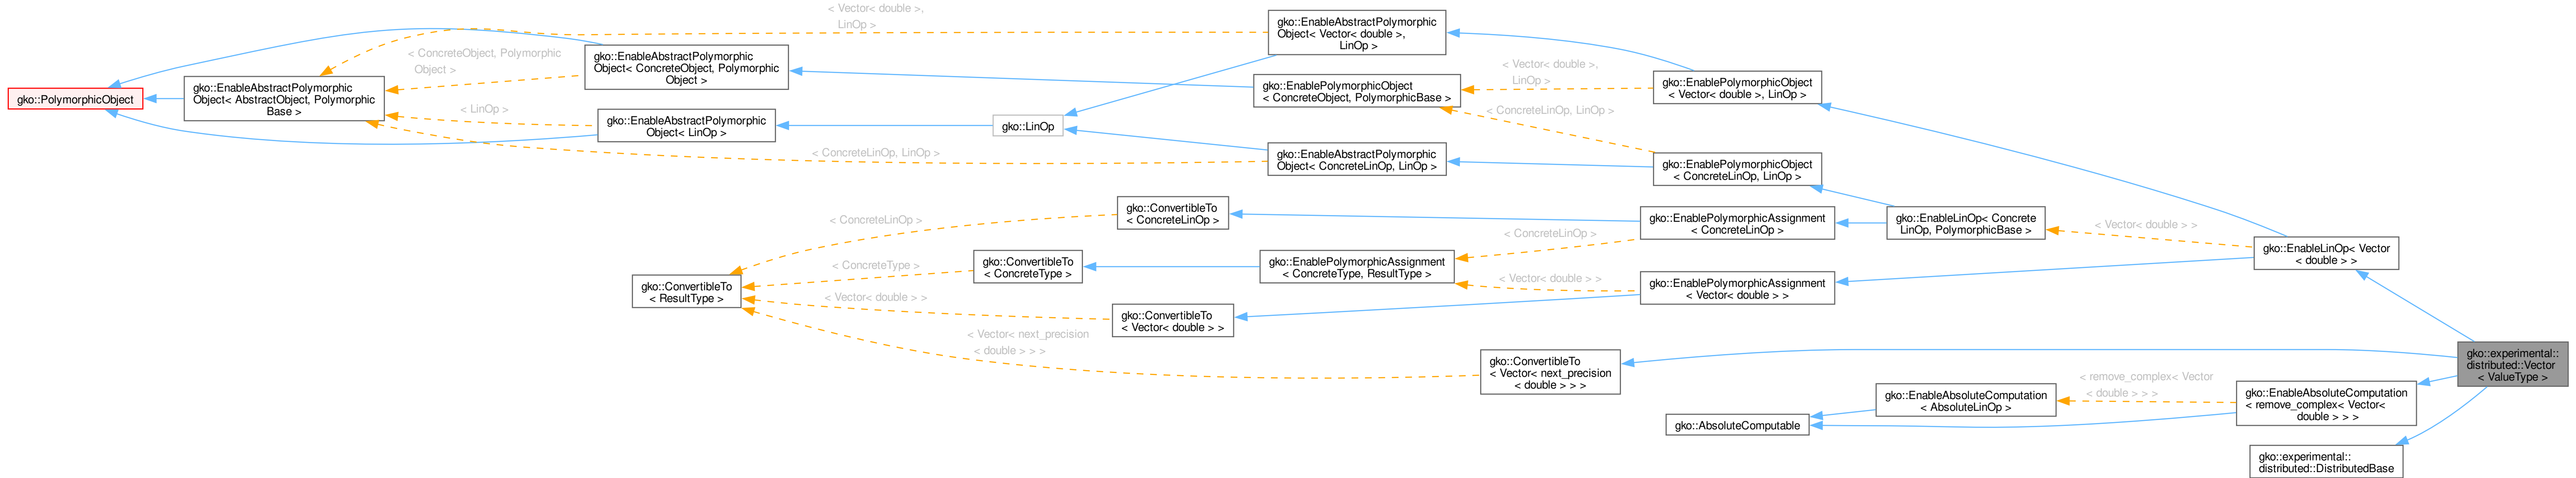 gko::PolymorphicObject
gko::EnableAbstractPolymorphic
Object< AbstractObject, Polymorphic
Base >
< Vector< double >,
LinOp >
< ConcreteObject, Polymorphic
Object >
< LinOp >
< ConcreteLinOp, LinOp >
gko::EnableAbstractPolymorphic
Object< ConcreteObject, Polymorphic
Object >
gko::EnableAbstractPolymorphic
Object< LinOp >
gko::LinOp
gko::EnableAbstractPolymorphic
Object< Vector< double >,
LinOp >
gko::EnablePolymorphicObject
< ConcreteObject, PolymorphicBase >
gko::EnableAbstractPolymorphic
Object< ConcreteLinOp, LinOp >
< Vector< double >,
LinOp >
< ConcreteLinOp, LinOp >
gko::EnablePolymorphicObject
< Vector< double >, LinOp >
gko::EnablePolymorphicObject
< ConcreteLinOp, LinOp >
gko::ConvertibleTo
< ResultType >
< ConcreteLinOp >
< ConcreteType >
< Vector< double > >
< Vector< next_precision
< double > > >
gko::ConvertibleTo
< ConcreteLinOp >
gko::ConvertibleTo
< ConcreteType >
gko::ConvertibleTo
< Vector< double > >
gko::EnablePolymorphicAssignment
< ConcreteType, ResultType >
< ConcreteLinOp >
< Vector< double > >
gko::EnablePolymorphicAssignment
< ConcreteLinOp >
gko::EnablePolymorphicAssignment
< Vector< double > >
gko::EnableLinOp< Concrete
LinOp, PolymorphicBase >
< Vector< double > >
gko::EnableLinOp< Vector
< double > >
gko::ConvertibleTo
< Vector< next_precision
< double > > >
gko::AbsoluteComputable
gko::EnableAbsoluteComputation
< AbsoluteLinOp >
< remove_complex< Vector
< double > > >
gko::EnableAbsoluteComputation
< remove_complex< Vector<
double > > >
gko::experimental::
distributed::DistributedBase
gko::experimental::
distributed::Vector
< ValueType >